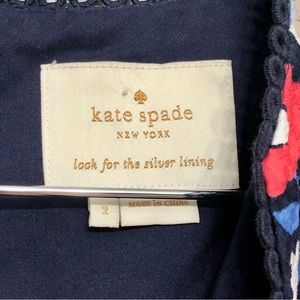 kate spade
NEW YORK
look for the silver lining
2
MADE IN CHINA